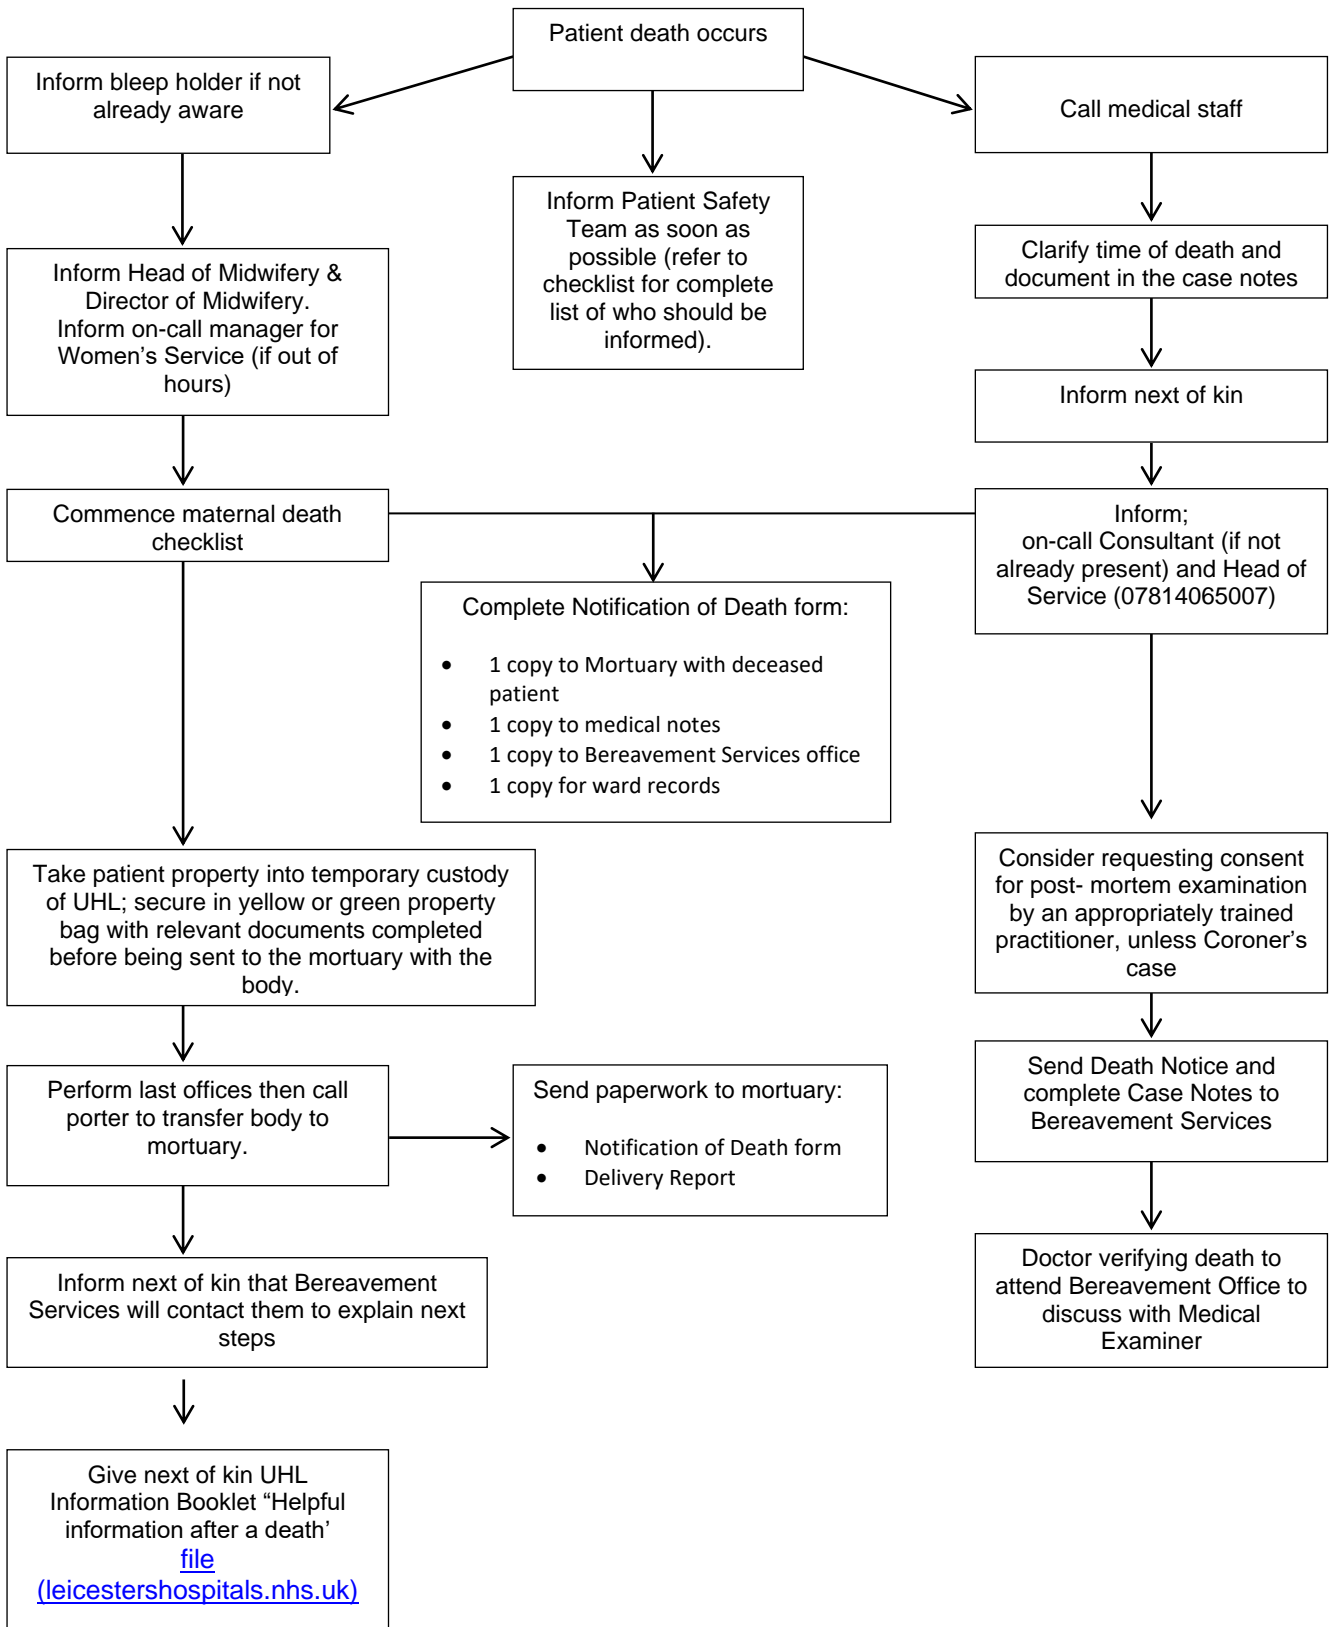 Patient death occurs
Inform bleep holder if not
already aware
Call medical staff
Inform Patient Safety
Team as soon as
possible (refer to
checklist for complete
list of who should be
informed).
Clarify time of death and
document in the case notes
Inform Head of Midwifery &
Director of Midwifery.
Inform on-call manager for
Women’s Service (if out of
hours)
Inform next of kin
Commence maternal death
checklist
Inform;
on-call Consultant (if not
already present) and Head of
Service (07814065007)
Complete Notification of Death form:
• 1 copy to Mortuary with deceased
patient
• 1 copy to medical notes
• 1 copy to Bereavement Services office
• 1 copy for ward records
Take patient property into temporary custody
of UHL; secure in yellow or green property
bag with relevant documents completed
before being sent to the mortuary with the
body.
Consider requesting consent
for post- mortem examination
by an appropriately trained
practitioner, unless Coroner’s
case
Perform last offices then call
porter to transfer body to
mortuary.
Send paperwork to mortuary:
• Notification of Death form
• Delivery Report
Send Death Notice and
complete Case Notes to
Bereavement Services
Inform next of kin that Bereavement
Services will contact them to explain next
steps
Doctor verifying death to
attend Bereavement Office to
discuss with Medical
Examiner
Give next of kin UHL
Information Booklet “Helpful
information after a death’
file
(leicestershospitals.nhs.uk)